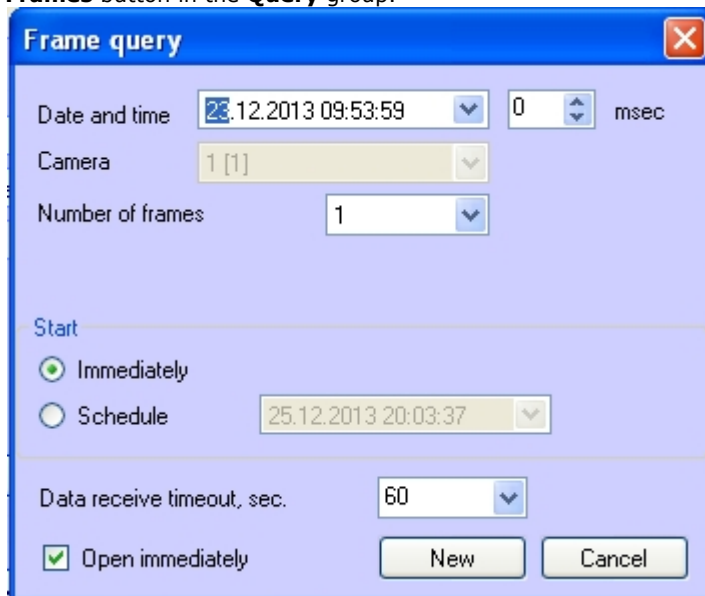 Frames button in the Query group.
Frame query
Date and time 23.12.2013 09:53:59 0 msec
Camera 1 [1]
Number of frames 1
Start
Immediately
Schedule 25.12.2013 20:03:37
Data receive timeout, sec. 60
Open immediately New Cancel